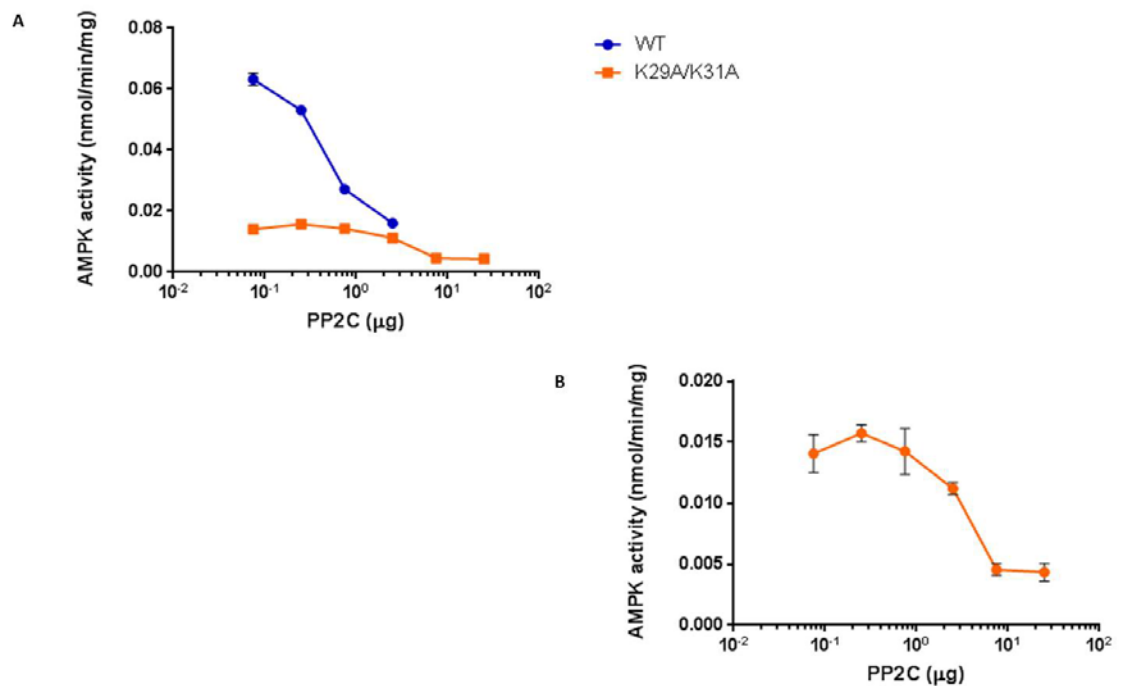 A
AMPK activity (nmol/min/mg)
0.08
0.06
0.04
0.02
0.00
10-2
10-1
100
101
102
PP2C (μg)
WT
K29A/K31A
B
AMPK activity (nmol/min/mg)
0.020
0.015
0.010
0.005
0.000
10-2
10-1
100
101
102
PP2C (μg)